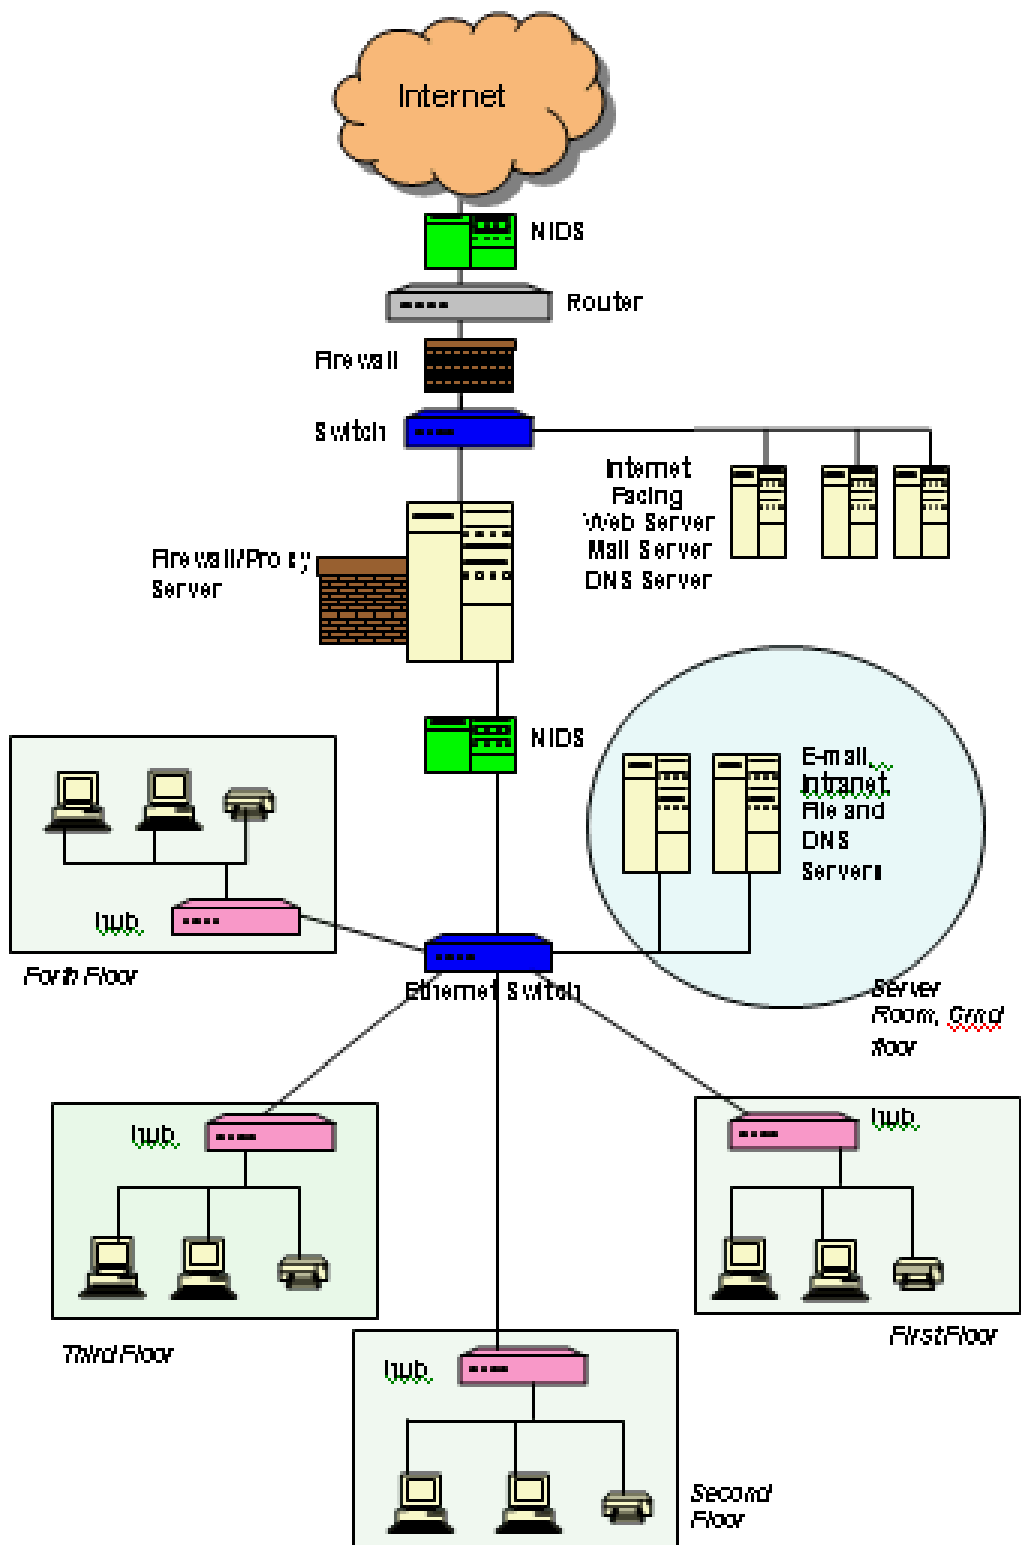 Internet
NIDS
Router
Firewall
Switch
Internet
Facing
Web Server
Mail Server
DNS Server
Firewall/Proxy
Server
NIDS
E-mail,
Intranet
File and
DNS
Servers
hub
Forth Floor
Ethernet Switch
Server
Room, Grnd
floor
hub
hub
Third Floor
First Floor
hub
Second
Floor